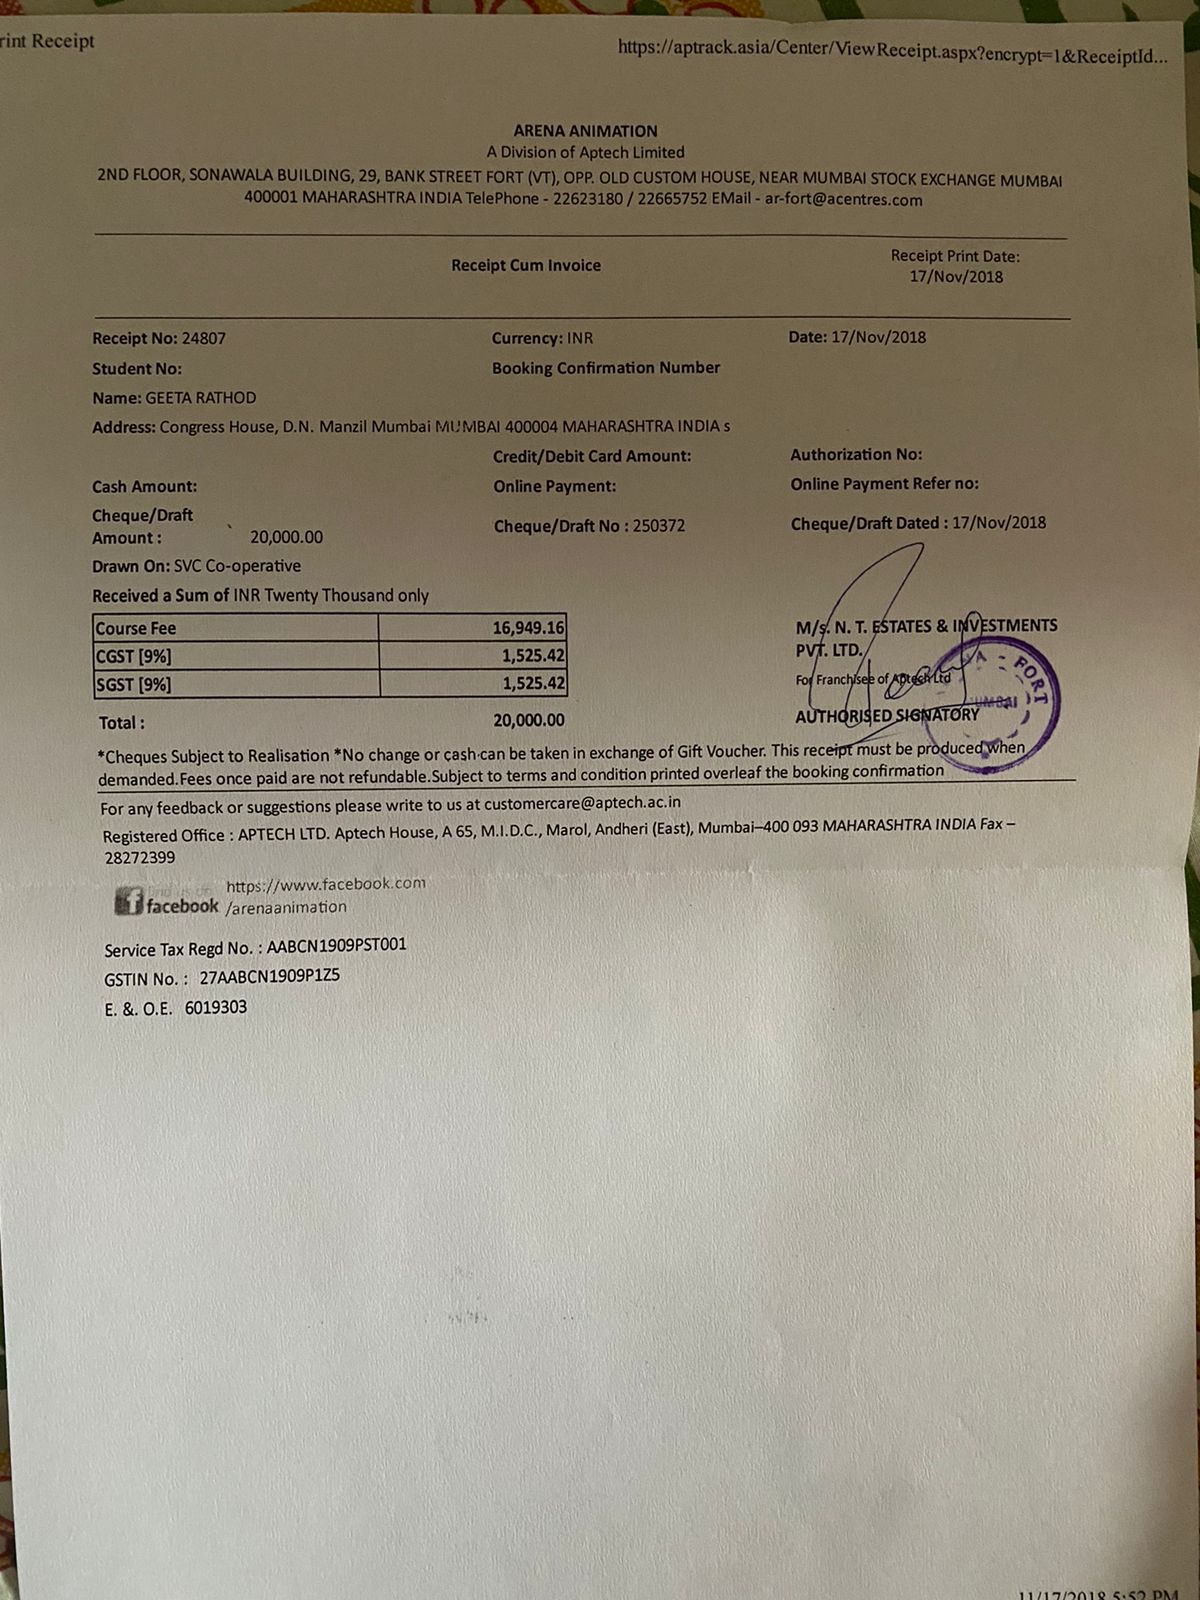 rint Receipt
https://aptrack.asia/Center/ViewReceipt.aspx?encrypt=1&ReceiptId...
ARENA ANIMATION
A Division of Aptech Limited
2ND FLOOR, SONAWALA BUILDING, 29, BANK STREET FORT (VT), OPP. OLD CUSTOM HOUSE, NEAR MUMBAI STOCK EXCHANGE MUMBAI
400001 MAHARASHTRA INDIA TelePhone - 22623180 / 22665752 EMail - ar-fort@acentres.com
Receipt Cum Invoice
Receipt Print Date:
17/Nov/2018
Receipt No: 24807 Currency: INR Date: 17/Nov/2018
Student No: Booking Confirmation Number
Name: GEETA RATHOD
Address: Congress House, D.N. Manzil Mumbai MUMBAI 400004 MAHARASHTRA INDIA s
Credit/Debit Card Amount: Authorization No:
Cash Amount: Online Payment: Online Payment Refer no:
Cheque/Draft
Amount : 20,000.00 Cheque/Draft No : 250372 Cheque/Draft Dated : 17/Nov/2018
Drawn On: SVC Co-operative
Received a Sum of INR Twenty Thousand only
Course Fee 16,949.16
CGST [9%] 1,525.42
SGST [9%] 1,525.42
Total : 20,000.00
M/s. N. T. ESTATES & INVESTMENTS
PVT. LTD.
For Franchisee of Aptech Ltd
AUTHORISED SIGNATORY
FORT
MUMBAI
*Cheques Subject to Realisation *No change or cash can be taken in exchange of Gift Voucher. This receipt must be produced when
demanded.Fees once paid are not refundable.Subject to terms and condition printed overleaf the booking confirmation
For any feedback or suggestions please write to us at customercare@aptech.ac.in
Registered Office : APTECH LTD. Aptech House, A 65, M.I.D.C., Marol, Andheri (East), Mumbai–400 093 MAHARASHTRA INDIA Fax –
28272399
find us on
facebook
https://www.facebook.com
/arenaanimation
Service Tax Regd No. : AABCN1909PST001
GSTIN No. : 27AABCN1909P1Z5
E. &. O.E. 6019303
11/17/2018 5:52 PM